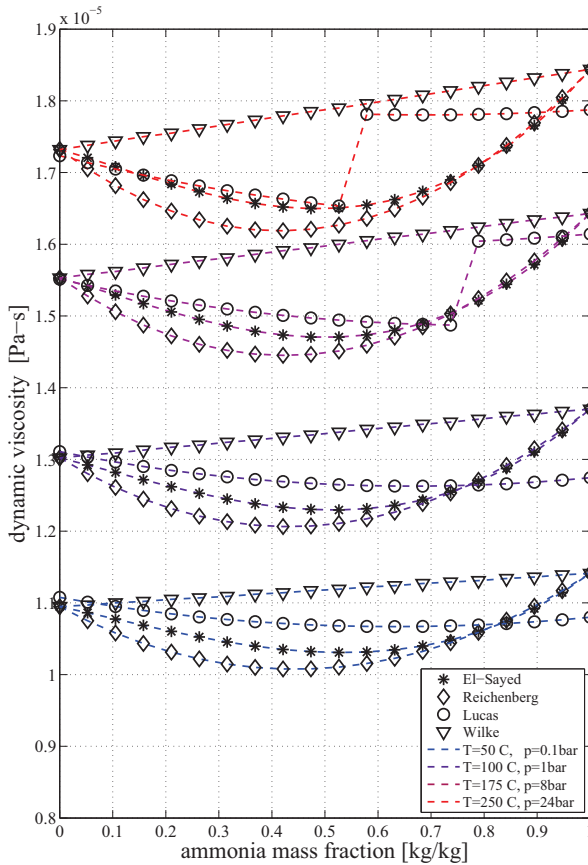 x 10⁻⁵
1.9
1.8
1.7
1.6
1.5
1.4
1.3
1.2
1.1
1
0.9
0.8
dynamic viscosity [Pa−s]
El−Sayed
Reichenberg
Lucas
Wilke
T=50 C, p=0.1bar
T=100 C, p=1bar
T=175 C, p=8bar
T=250 C, p=24bar
0 0.1 0.2 0.3 0.4 0.5 0.6 0.7 0.8 0.9
ammonia mass fraction [kg/kg]